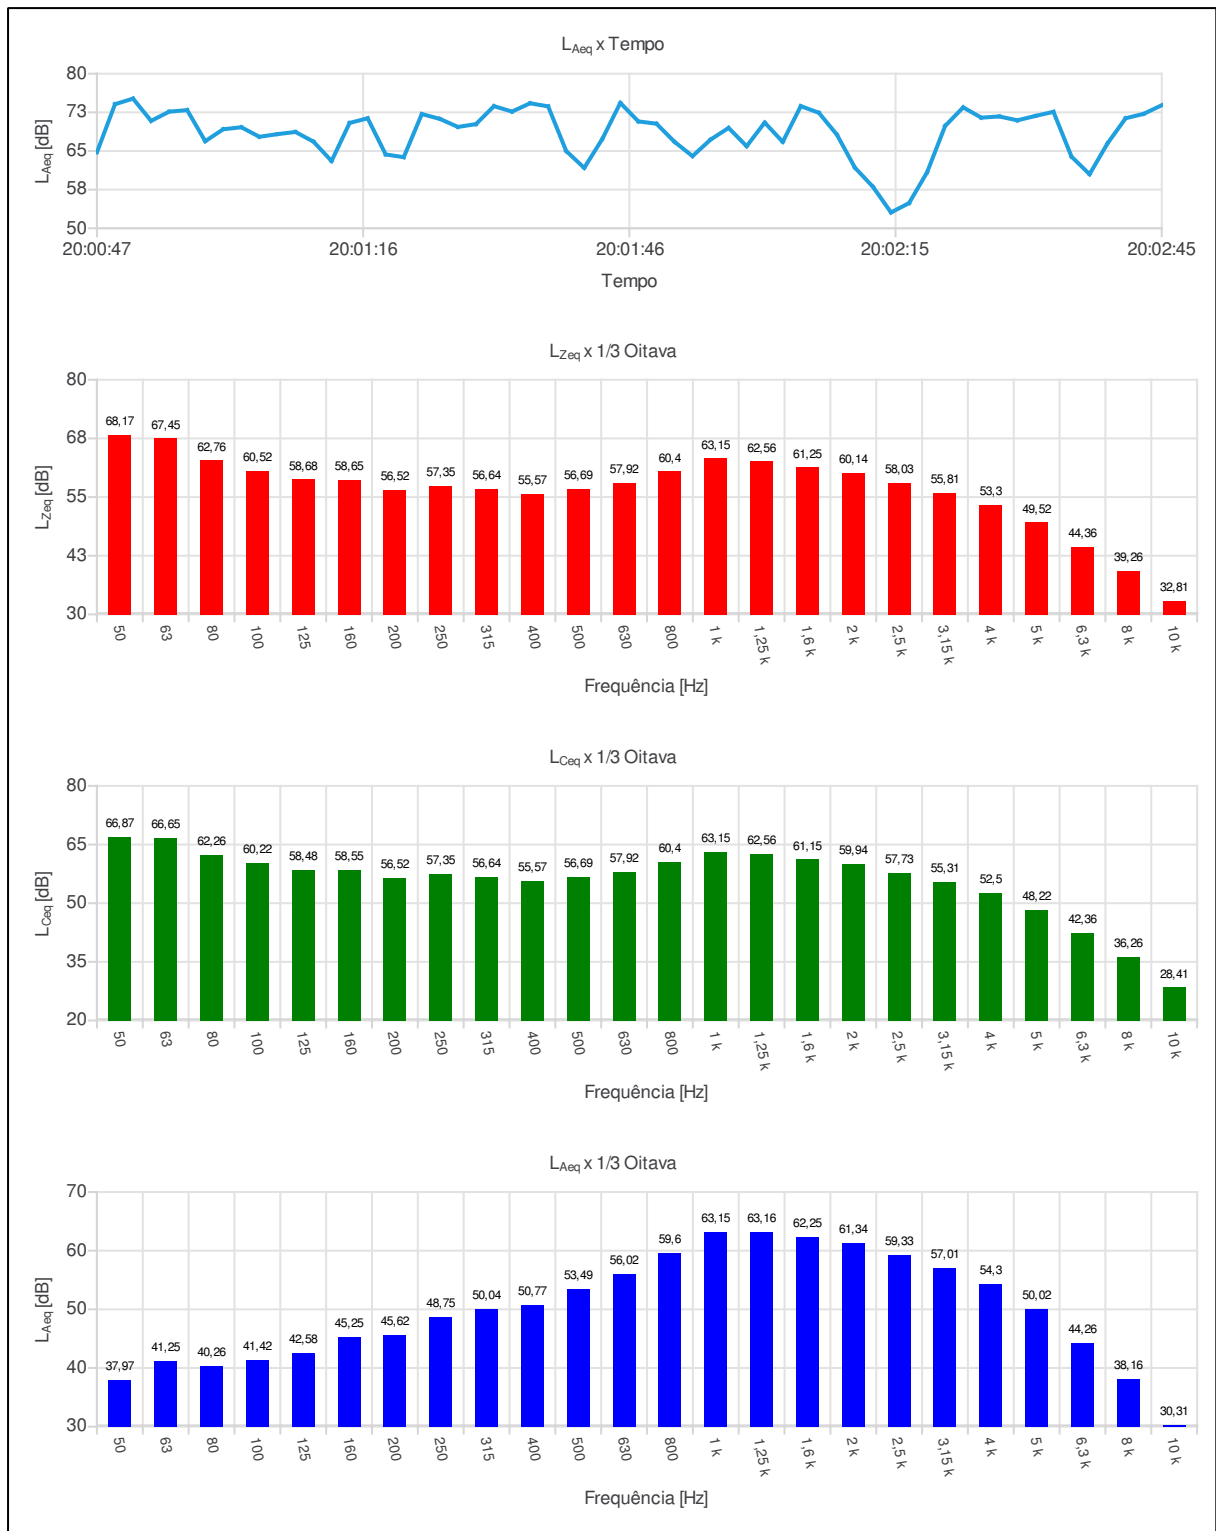 LAeq x Tempo
80
73
65
58
50
LAeq [dB]
20:00:47 20:01:16 20:01:46 20:02:15 20:02:45
Tempo
LZeq x 1/3 Oitava
80
68
55
43
30
LZeq [dB]
68,17 67,45 62,76 60,52 58,68 58,65 56,52 57,35 56,64 55,57 56,69 57,92 60,4 63,15 62,56 61,25 60,14 58,03 55,81 53,3 49,52 44,36 39,26 32,81
50 63 80 100 125 160 200 250 315 400 500 630 800 1 k 1,25 k 1,6 k 2 k 2,5 k 3,15 k 4 k 5 k 6,3 k 8 k 10 k
Frequência [Hz]
LCeq x 1/3 Oitava
80
65
50
35
20
LCeq [dB]
66,87 66,65 62,26 60,22 58,48 58,55 56,52 57,35 56,64 55,57 56,69 57,92 60,4 63,15 62,56 61,15 59,94 57,73 55,31 52,5 48,22 42,36 36,26 28,41
50 63 80 100 125 160 200 250 315 400 500 630 800 1 k 1,25 k 1,6 k 2 k 2,5 k 3,15 k 4 k 5 k 6,3 k 8 k 10 k
Frequência [Hz]
LAeq x 1/3 Oitava
70
60
50
40
30
LAeq [dB]
37,97 41,25 40,26 41,42 42,58 45,25 45,62 48,75 50,04 50,77 53,49 56,02 59,6 63,15 63,16 62,25 61,34 59,33 57,01 54,3 50,02 44,26 38,16 30,31
50 63 80 100 125 160 200 250 315 400 500 630 800 1 k 1,25 k 1,6 k 2 k 2,5 k 3,15 k 4 k 5 k 6,3 k 8 k 10 k
Frequência [Hz]